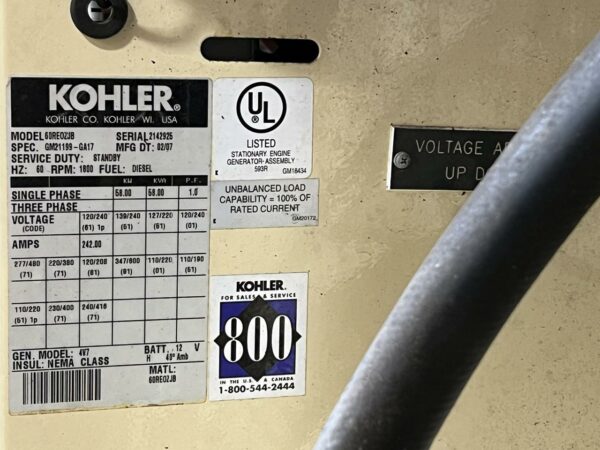 KOHLER®
KOHLER CO. KOHLER WI. USA
MODEL 60REOZJB SERIAL 2142925
SPEC. GM21199-GA17 MFG DT: 02/07
SERVICE DUTY: STANDBY
HZ: 60 RPM: 1800 FUEL: DIESEL
KW KVA P.F.
SINGLE PHASE 58.00 58.00 1.0
THREE PHASE
VOLTAGE 120/240 139/240 127/220 120/240
(CODE) (61) 1p (61) (61) (01)
AMPS 242.00
277/480 220/380 120/208 347/600 110/220 110/190
(71) (71) (61) (01) (61)
110/220 230/400 240/416
(61) 1p (71) (71)
GEN. MODEL: 4V7 BATT. 12 V
INSUL: NEMA CLASS H 40° Amb
MATL:
60REOZJB
UL
®
LISTED
STATIONARY ENGINE
GENERATOR-ASSEMBLY
593R
GM16434
UNBALANCED LOAD
CAPABILITY = 100% OF
RATED CURRENT
GM20172
KOHLER®
FOR SALES & SERVICE
800
IN THE U.S. & CANADA
1-800-544-2444
VOLTAGE
UP